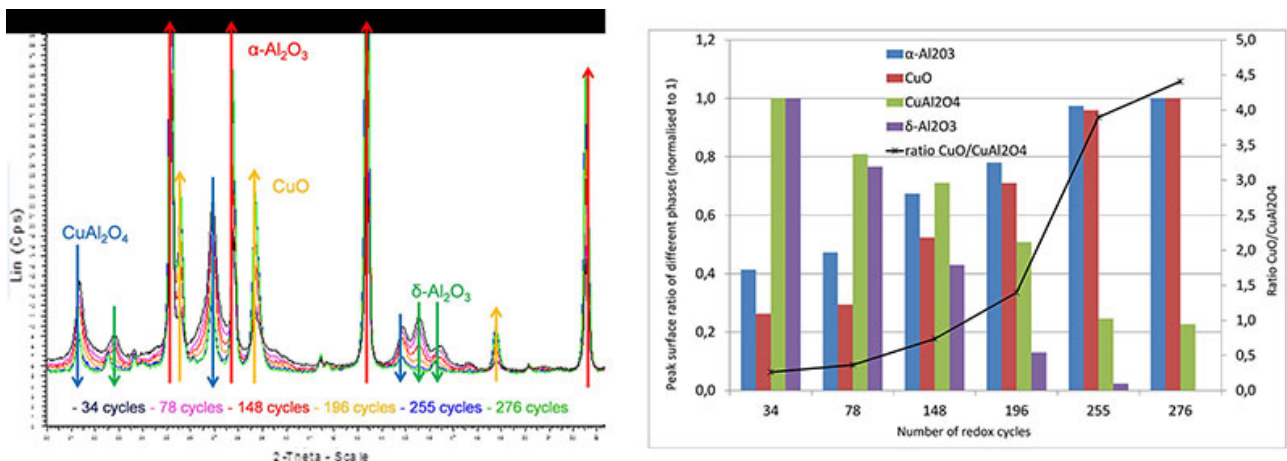 α-Al₂O₃
CuO
CuAl₂O₄
δ-Al₂O₃
Lin (Cps)
- 34 cycles - 78 cycles - 148 cycles - 196 cycles - 255 cycles - 276 cycles
2-Theta - Scale
1,2
1,0
0,8
0,6
0,4
0,2
0,0
Peak surface ratio of different phases (normalised to 1)
α-Al203
CuO
CuAl2O4
δ-Al2O3
ratio CuO/CuAl2O4
5,0
4,5
4,0
3,5
3,0
2,5
2,0
1,5
1,0
0,5
0,0
Ratio CuO/CuAl2O4
34 78 148 196 255 276
Number of redox cycles